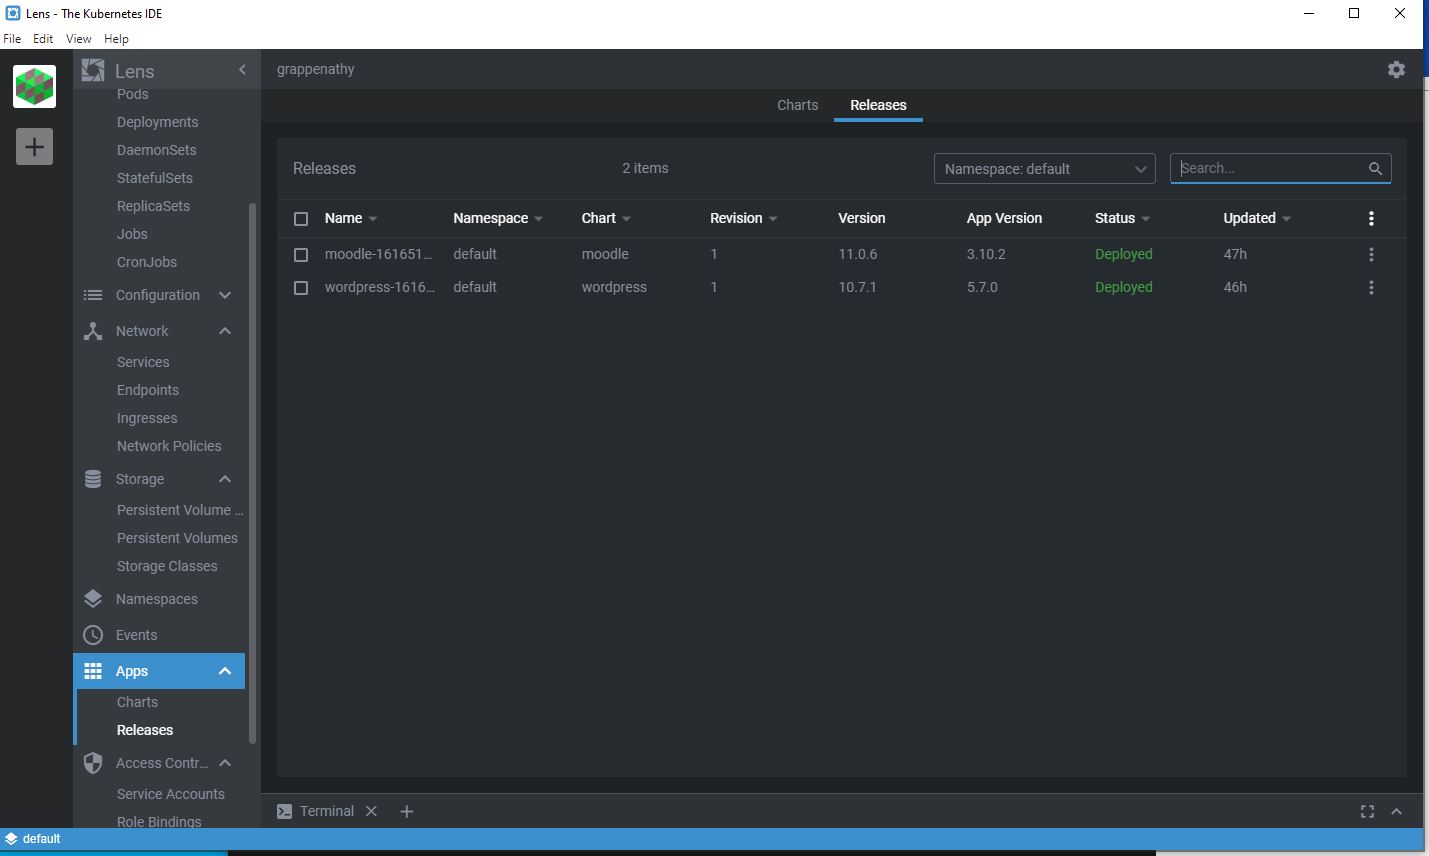 Lens - The Kubernetes IDE
File Edit View Help
Lens
grappenathy
Pods
Deployments
DaemonSets
StatefulSets
ReplicaSets
Jobs
CronJobs
Configuration
Network
Services
Endpoints
Ingresses
Network Policies
Storage
Persistent Volume ...
Persistent Volumes
Storage Classes
Namespaces
Events
Apps
Charts
Releases
Access Contr...
Service Accounts
Role Bindings
Charts Releases
Releases 2 items Namespace: default Search...
Name Namespace Chart Revision Version App Version Status Updated
moodle-161651... default moodle 1 11.0.6 3.10.2 Deployed 47h
wordpress-1616... default wordpress 1 10.7.1 5.7.0 Deployed 46h
Terminal
default